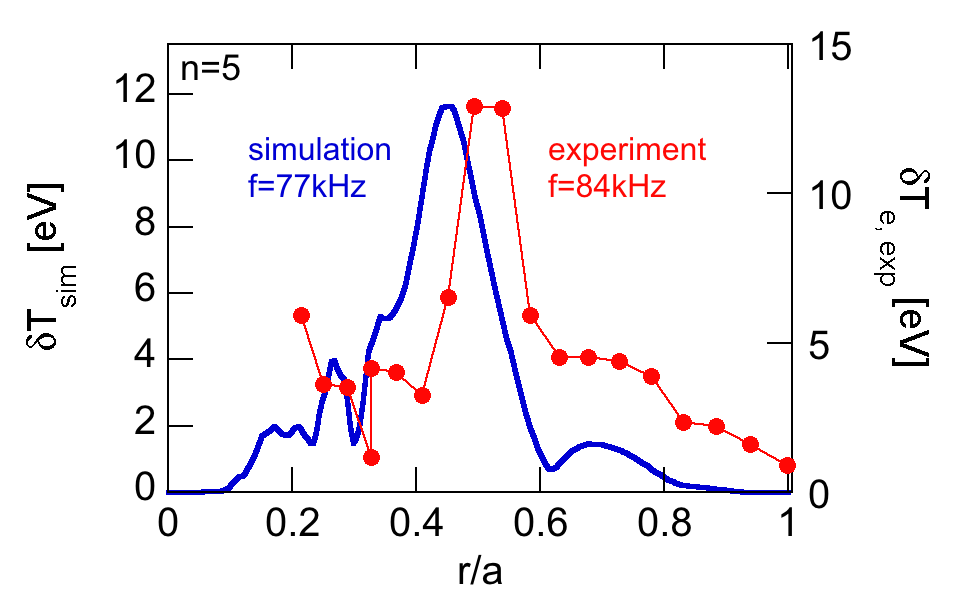 n=5
simulation
f=77kHz
experiment
f=84kHz
12
10
8
6
4
2
0
15
10
5
0
0 0.2 0.4 0.6 0.8 1
r/a
δT_sim [eV]
δT_e, exp [eV]